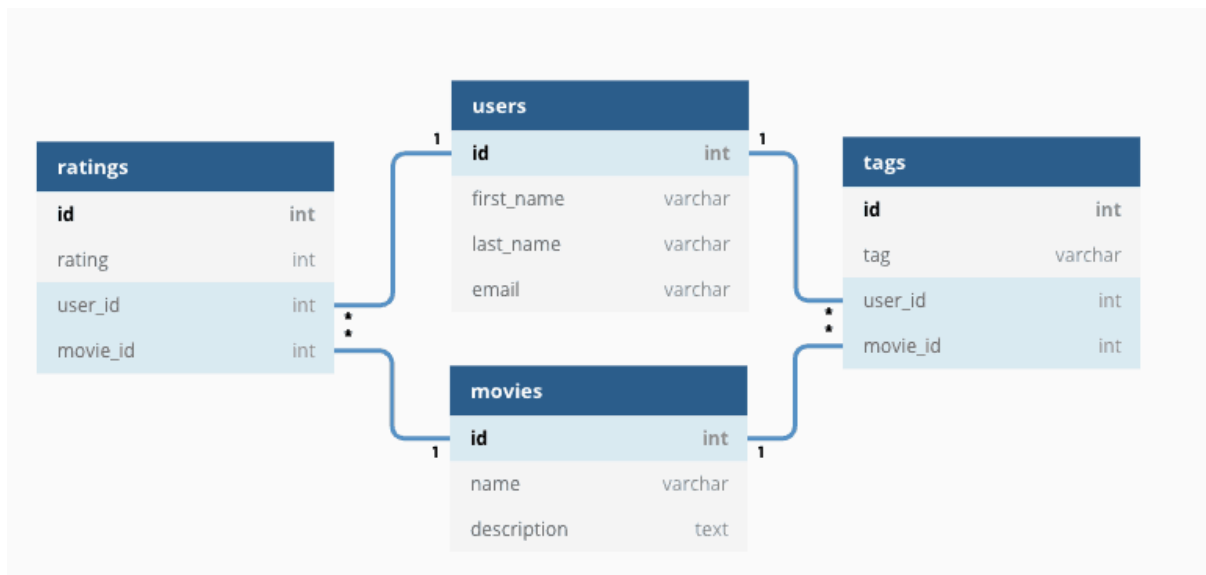 users
1
id int
1
first_name varchar
last_name varchar
email varchar
ratings
id int
rating int
user_id int
*
*
movie_id int
tags
id int
tag varchar
user_id int
*
*
movie_id int
movies
id int
1
1
name varchar
description text